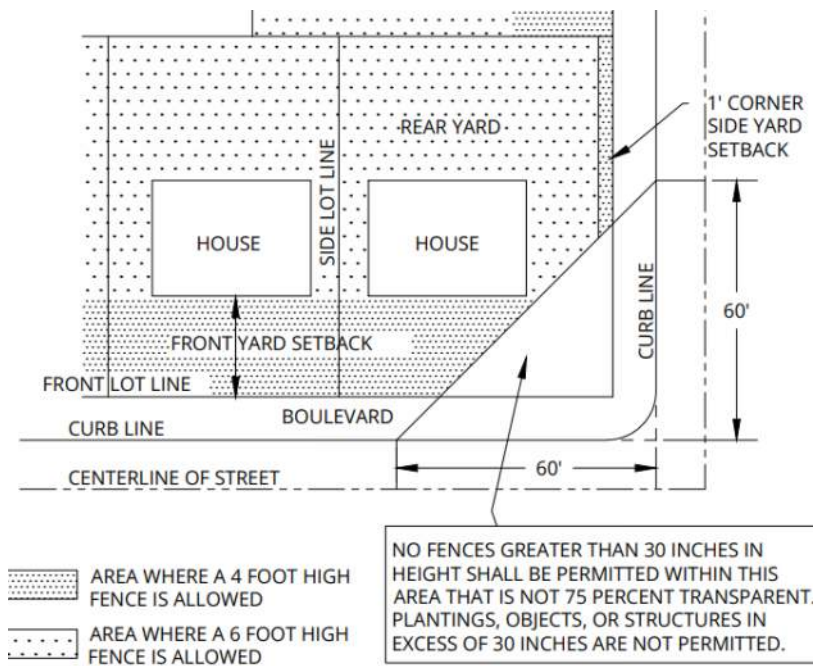 1' CORNER
SIDE YARD
SETBACK
REAR YARD
SIDE LOT LINE
HOUSE
HOUSE
CURB LINE
60'
FRONT YARD SETBACK
FRONT LOT LINE
BOULEVARD
CURB LINE
60'
CENTERLINE OF STREET
NO FENCES GREATER THAN 30 INCHES IN
HEIGHT SHALL BE PERMITTED WITHIN THIS
AREA THAT IS NOT 75 PERCENT TRANSPARENT.
PLANTINGS, OBJECTS, OR STRUCTURES IN
EXCESS OF 30 INCHES ARE NOT PERMITTED.
AREA WHERE A 4 FOOT HIGH
FENCE IS ALLOWED
AREA WHERE A 6 FOOT HIGH
FENCE IS ALLOWED